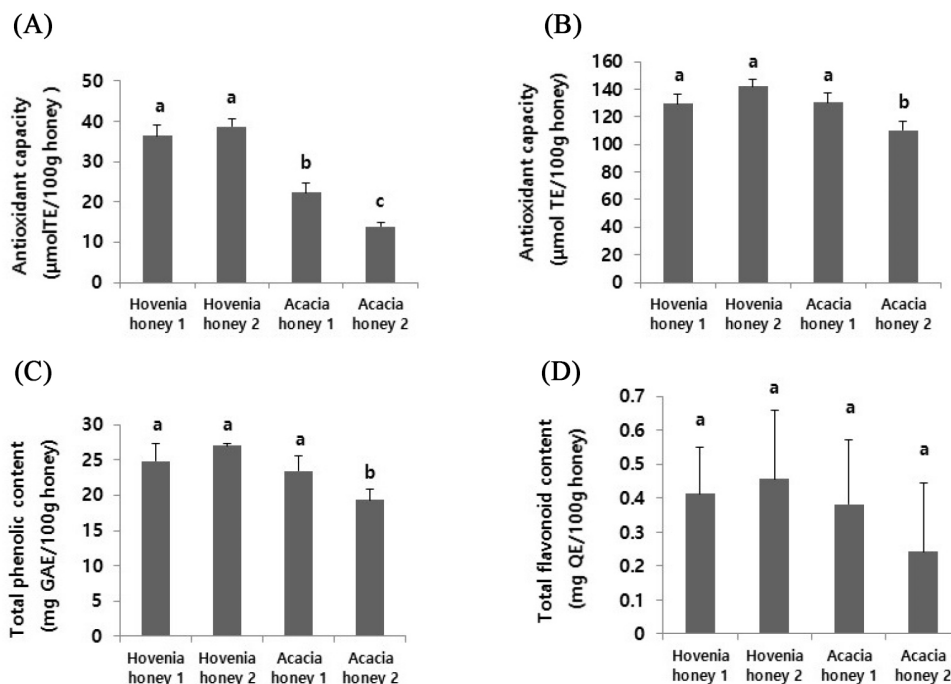 (A)
Antioxidant capacity
(μmolTE/100g honey )
50
40
30
20
10
0
a
a
b
c
Hovenia honey 1
Hovenia honey 2
Acacia honey 1
Acacia honey 2
(B)
Antioxidant capacity
(μmol TE/100g honey)
160
140
120
100
80
60
40
20
0
a
a
a
b
Hovenia honey 1
Hovenia honey 2
Acacia honey 1
Acacia honey 2
(C)
Total phenolic content
(mg GAE/100g honey)
30
25
20
15
10
5
0
a
a
a
b
Hovenia honey 1
Hovenia honey 2
Acacia honey 1
Acacia honey 2
(D)
Total flavonoid content
(mg QE/100g honey)
0.7
0.6
0.5
0.4
0.3
0.2
0.1
0
a
a
a
a
Hovenia honey 1
Hovenia honey 2
Acacia honey 1
Acacia honey 2